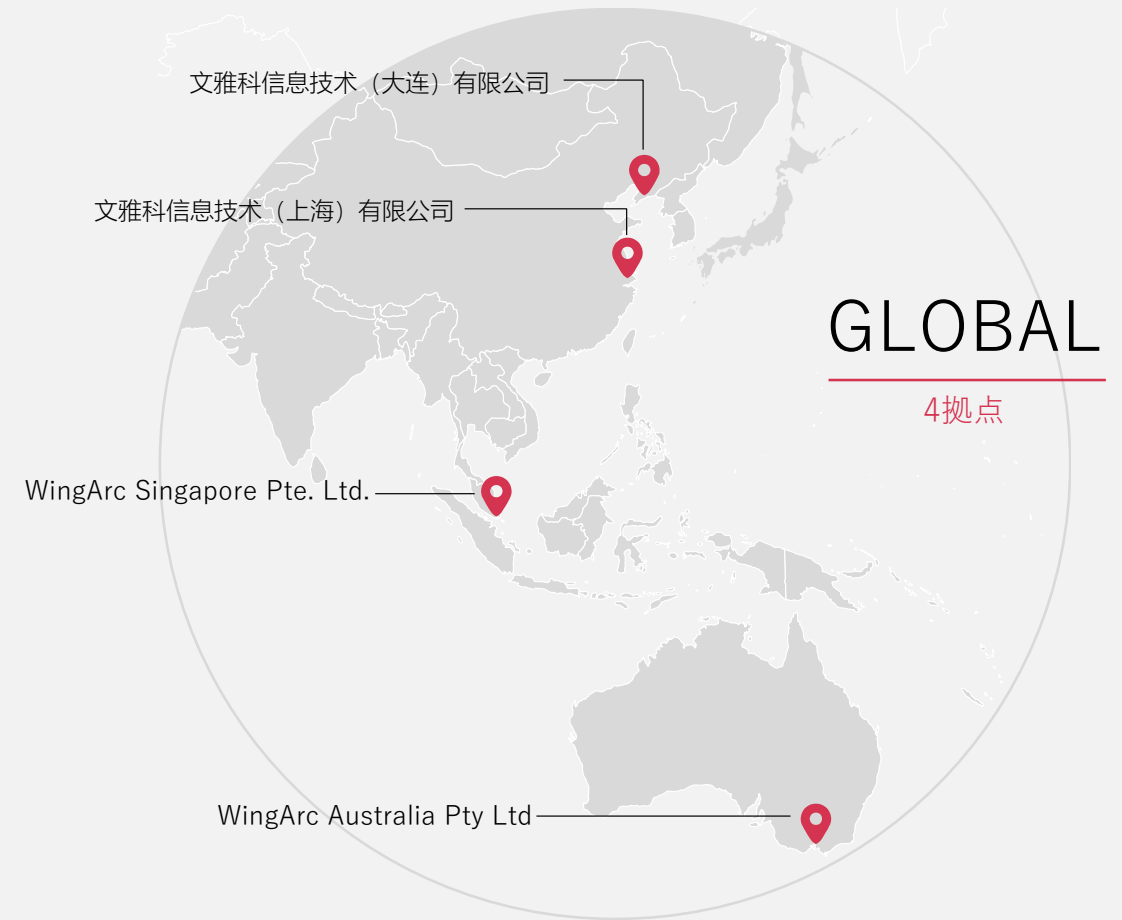 文雅科信息技术（大连）有限公司
文雅科信息技术（上海）有限公司
GLOBAL
4拠点
WingArc Singapore Pte. Ltd.
WingArc Australia Pty Ltd